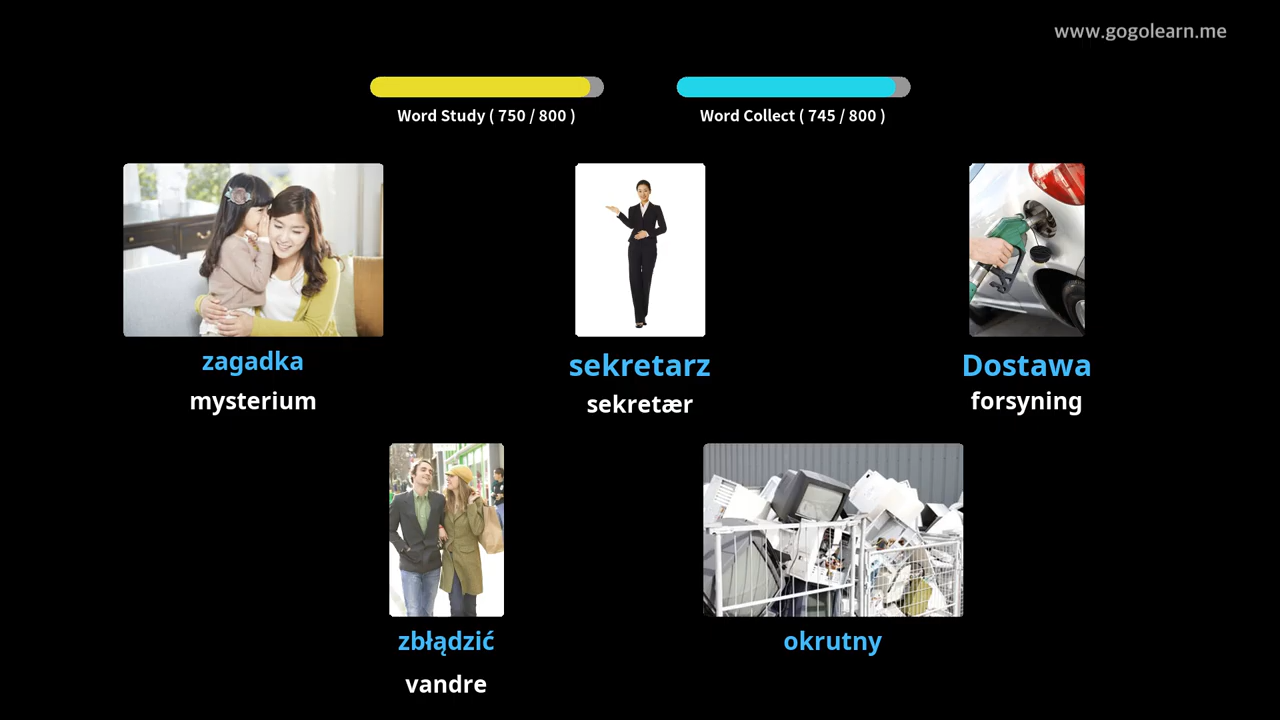 www.gogolearn.me
Word Study ( 750 / 800 )
Word Collect ( 745 / 800 )
zagadka
mysterium
sekretarz
sekretær
Dostawa
forsyning
zbłądzić
vandre
okrutny